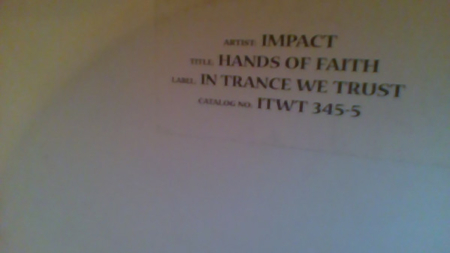 ARTIST: IMPACT
TITLE: HANDS OF FAITH
LABEL: IN TRANCE WE TRUST
CATALOG NO: ITWT 345-5